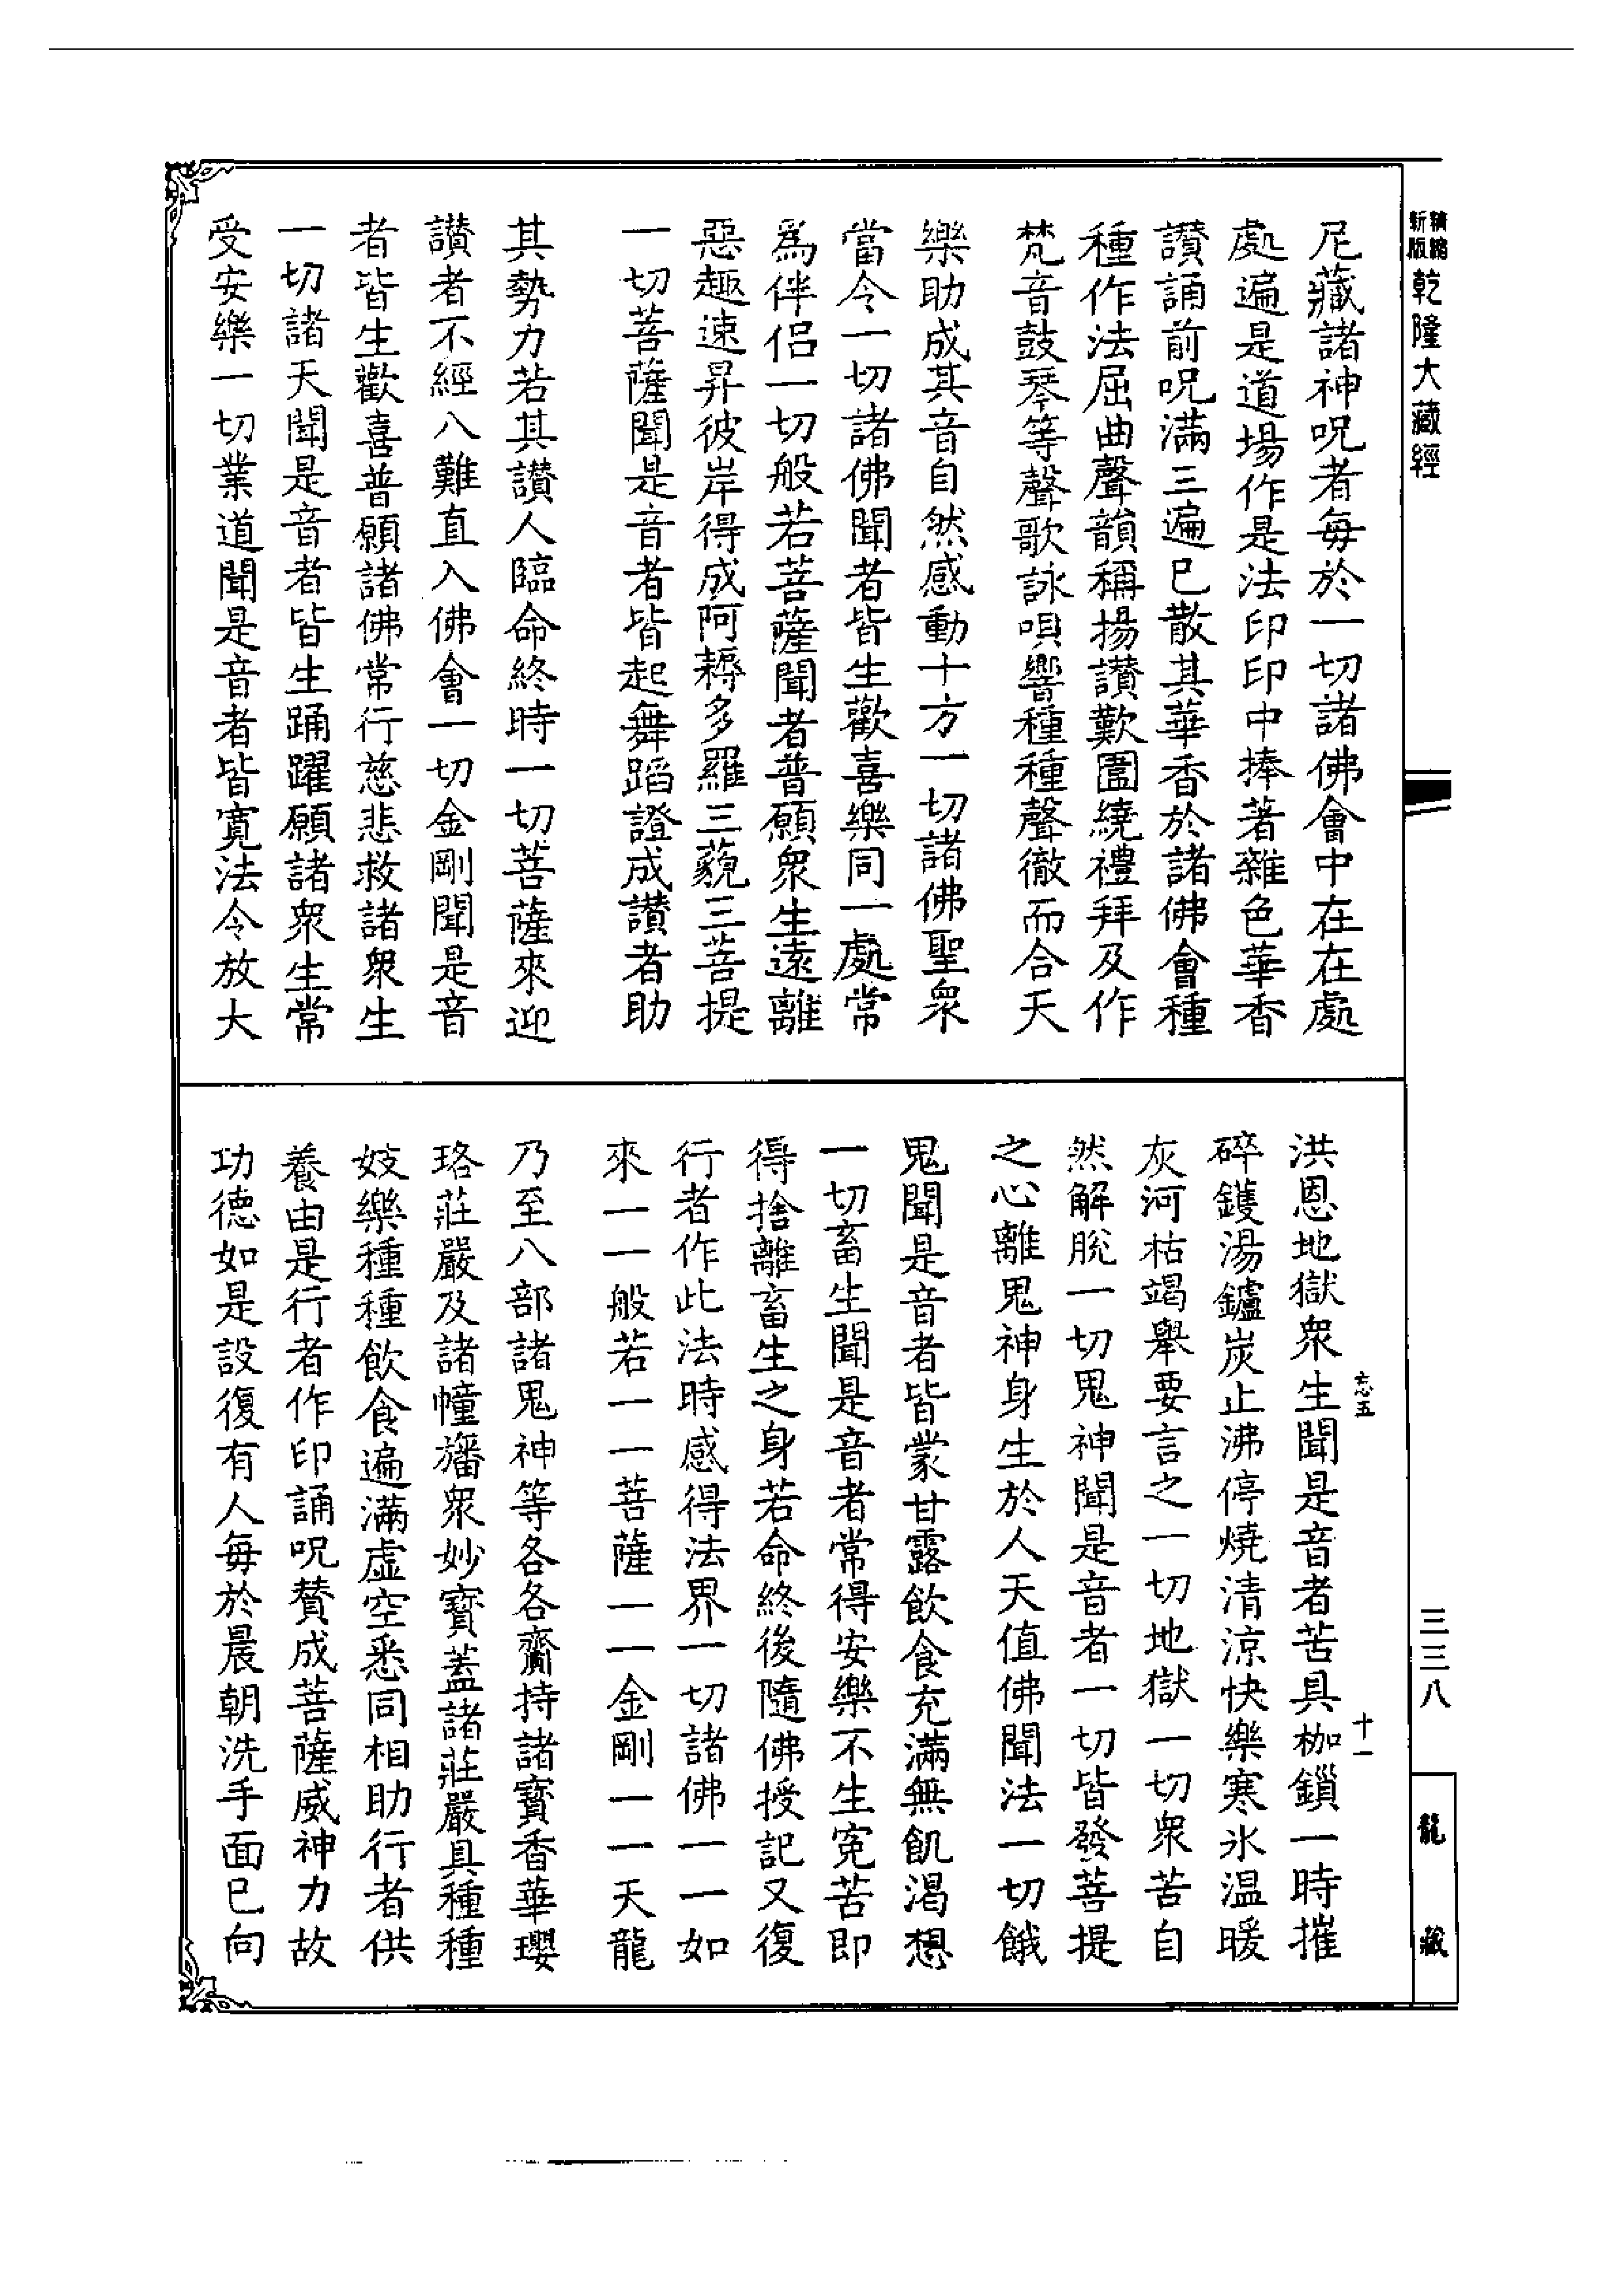 精縮新版 乾隆大藏經
尼藏諸神呪者每於一切諸佛會中在在處
處遍是道場作是法印印中捧著雜色華香
讚誦前呪滿三遍已散其華香於諸佛會種
種作法屈曲聲韻稱揚讚歎圍繞禮拜及作
梵音鼓琴等聲歌詠唄響種種聲徹而合天
樂助成其音自然感動十方一切諸佛聖衆
當令一切諸佛聞者皆生歡喜樂同一處常
爲伴侶一切般若菩薩聞者普願衆生遠離
惡趣速昇彼岸得成阿耨多羅三藐三菩提
一切菩薩聞是音者皆起舞蹈證成讚者助
其勢力若其讚人臨命終時一切菩薩來迎
讚者不經八難直入佛會一切金剛聞是音
者皆生歡喜普願諸佛常行慈悲救諸衆生
一切諸天聞是音者皆生踊躍願諸衆生常
受安樂一切業道聞是音者皆寬法令放大
洪恩地獄衆生聞是音者苦具枷鎖一時摧
碎鑊湯鑪炭止沸停燒清涼快樂寒氷温暖
灰河枯竭舉要言之一切地獄一切衆苦自
然解脫一切鬼神聞是音者一切皆發菩提
之心離鬼神身生於人天值佛聞法一切餓
鬼聞是音者皆蒙甘露飲食充滿無飢渴想
一切畜生聞是音者常得安樂不生寃苦即
得捨離畜生之身若命終後隨佛授記又復
行者作此法時感得法界一切諸佛一一如
來一一般若一一菩薩一一金剛一一天龍
乃至八部諸鬼神等各各齎持諸寶香華瓔
珞莊嚴及諸幢旛衆妙寶蓋諸莊嚴具種種
妓樂種種飲食遍滿虛空悉同相助行者供
養由是行者作印誦呪賛成菩薩威神力故
功德如是設復有人每於晨朝洗手面已向
忘五
十一
三三八
龍藏